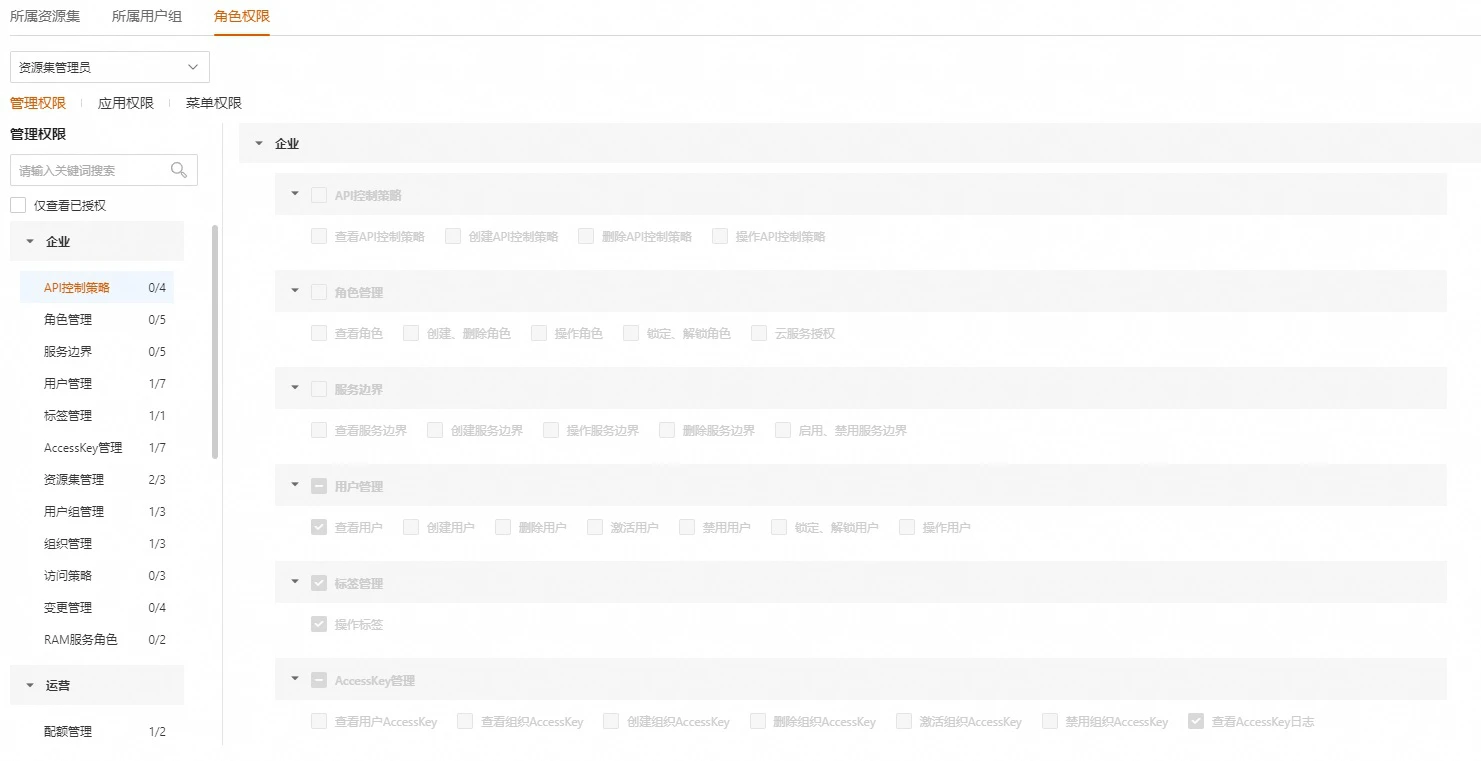 所属资源集 所属用户组 角色权限
资源集管理员
管理权限 应用权限 菜单权限
管理权限
请输入关键词搜索
仅查看已授权
企业
API控制策略 0/4
角色管理 0/5
服务边界 0/5
用户管理 1/7
标签管理 1/1
AccessKey管理 1/7
资源集管理 2/3
用户组管理 1/3
组织管理 1/3
访问策略 0/3
变更管理 0/4
RAM服务角色 0/2
运营
配额管理 1/2
企业
API控制策略
查看API控制策略 创建API控制策略 删除API控制策略 操作API控制策略
角色管理
查看角色 创建、删除角色 操作角色 锁定、解锁角色 云服务授权
服务边界
查看服务边界 创建服务边界 操作服务边界 删除服务边界 启用、禁用服务边界
用户管理
查看用户 创建用户 删除用户 激活用户 禁用用户 锁定、解锁用户 操作用户
标签管理
操作标签
AccessKey管理
查看用户AccessKey 查看组织AccessKey 创建组织AccessKey 删除组织AccessKey 激活组织AccessKey 禁用组织AccessKey 查看AccessKey日志